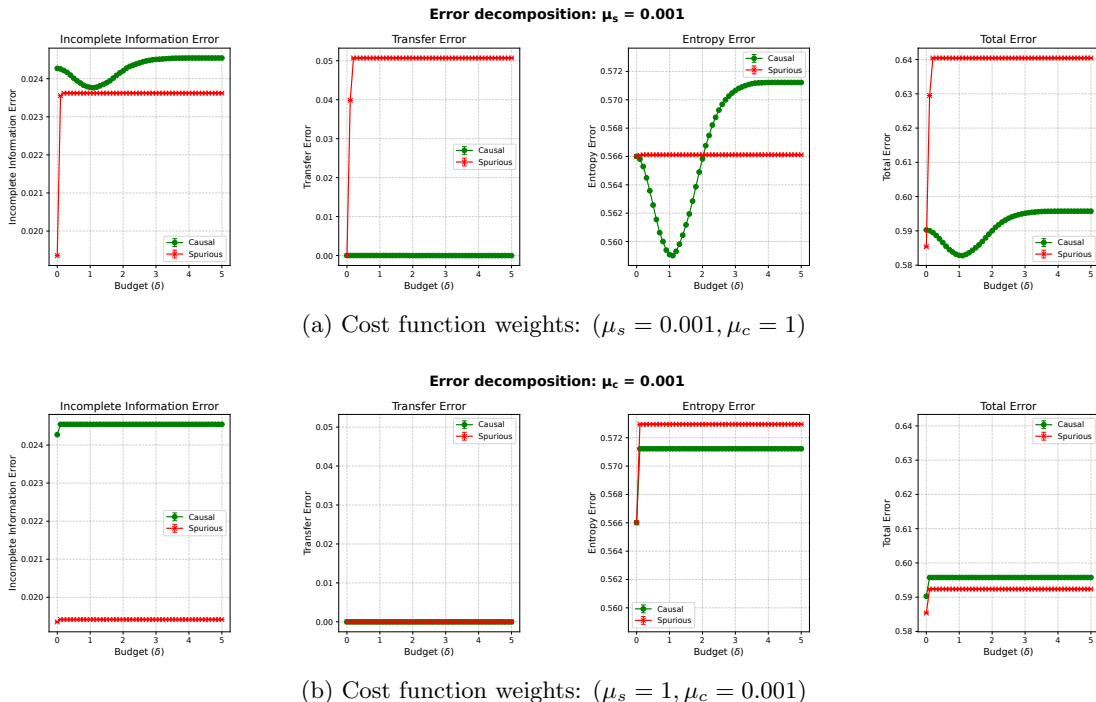 Error decomposition: μs = 0.001
Incomplete Information Error
Transfer Error
Entropy Error
Total Error
Incomplete Information Error
0.024
0.023
0.022
0.021
0.020
Causal
Spurious
0 1 2 3 4 5
Budget (δ)
Transfer Error
0.05
0.04
0.03
0.02
0.01
0.00
Causal
Spurious
0 1 2 3 4 5
Budget (δ)
Entropy Error
0.572
0.570
0.568
0.566
0.564
0.562
0.560
Causal
Spurious
0 1 2 3 4 5
Budget (δ)
Total Error
0.64
0.63
0.62
0.61
0.60
0.59
0.58
Causal
Spurious
0 1 2 3 4 5
Budget (δ)
(a) Cost function weights: (μs = 0.001, μc = 1)
Error decomposition: μc = 0.001
Incomplete Information Error
Transfer Error
Entropy Error
Total Error
Incomplete Information Error
0.024
0.023
0.022
0.021
0.020
Causal
Spurious
0 1 2 3 4 5
Budget (δ)
Transfer Error
0.05
0.04
0.03
0.02
0.01
0.00
Causal
Spurious
0 1 2 3 4 5
Budget (δ)
Entropy Error
0.572
0.570
0.568
0.566
0.564
0.562
0.560
Causal
Spurious
0 1 2 3 4 5
Budget (δ)
Total Error
0.64
0.63
0.62
0.61
0.60
0.59
0.58
Causal
Spurious
0 1 2 3 4 5
Budget (δ)
(b) Cost function weights: (μs = 1, μc = 0.001)